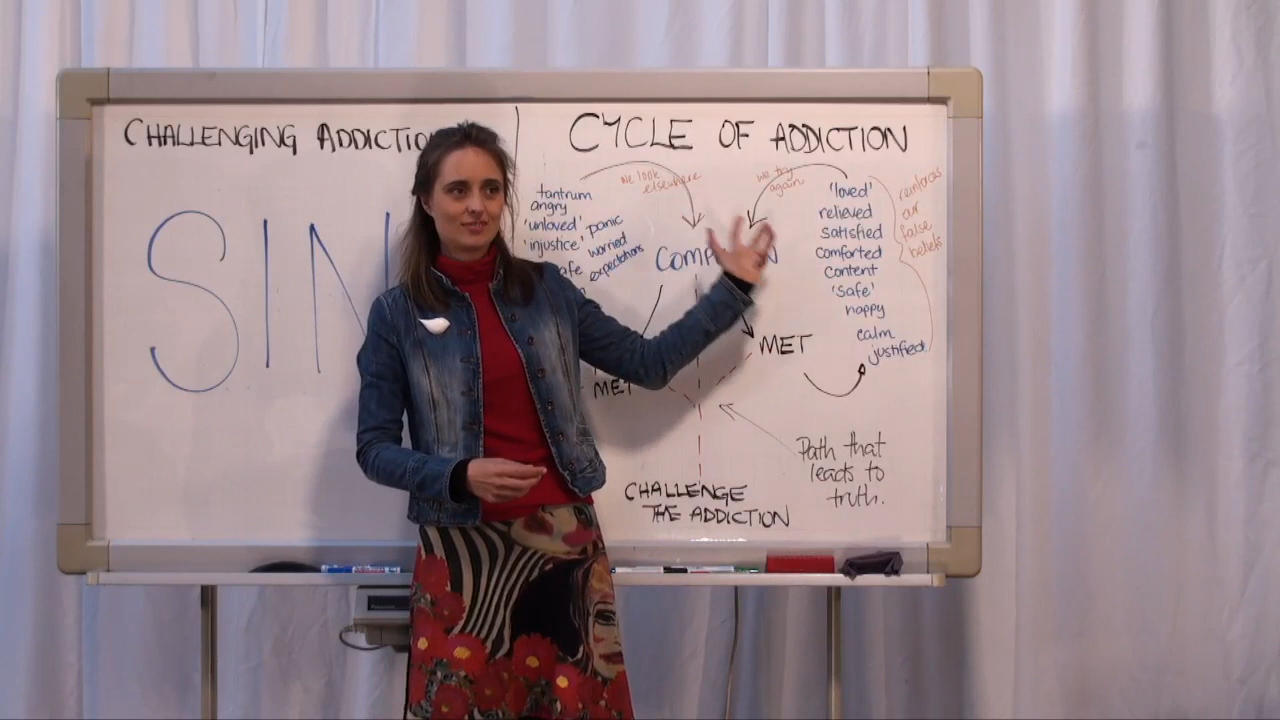 CHALLENGING ADDICTIO
SIN
CYCLE OF ADDICTION
we look
elsewhere
we try
again
tantrum
angry
'unloved' panic
'injustice' worried
expectations
'loved'
relieved
satisfied
comforted
content
'safe'
happy
calm
justified
reinforces
our
false
beliefs
MET
MET
Path that
leads to
truth.
CHALLENGE
THE ADDICTION